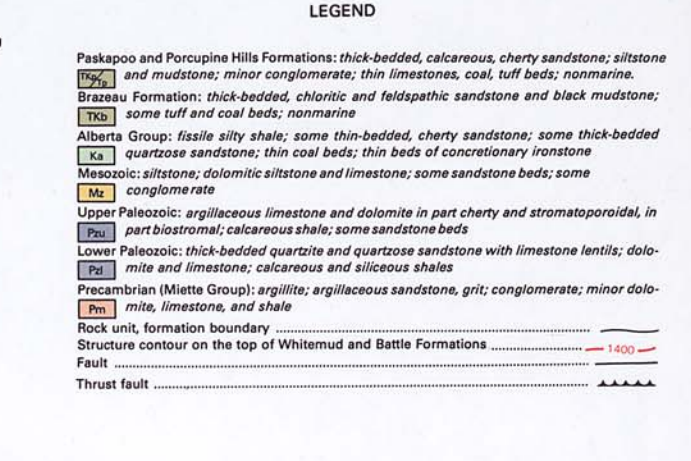 LEGEND
Paskapoo and Porcupine Hills Formations: thick-bedded, calcareous, cherty sandstone; siltstone
TKp/Tp and mudstone; minor conglomerate; thin limestones, coal, tuff beds; nonmarine.
Brazeau Formation: thick-bedded, chloritic and feldspathic sandstone and black mudstone;
TKb some tuff and coal beds; nonmarine
Alberta Group: fissile silty shale; some thin-bedded, cherty sandstone; some thick-bedded
Ka quartzose sandstone; thin coal beds; thin beds of concretionary ironstone
Mesozoic: siltstone; dolomitic siltstone and limestone; some sandstone beds; some
Mz conglomerate
Upper Paleozoic: argillaceous limestone and dolomite in part cherty and stromatoporoidal, in
Pzu part biostromal; calcareous shale; some sandstone beds
Lower Paleozoic: thick-bedded quartzite and quartzose sandstone with limestone lentils; dolo-
Pzl mite and limestone; calcareous and siliceous shales
Precambrian (Miette Group): argillite; argillaceous sandstone, grit; conglomerate; minor dolo-
Pm mite, limestone, and shale
Rock unit, formation boundary
Structure contour on the top of Whitemud and Battle Formations 1400
Fault
Thrust fault